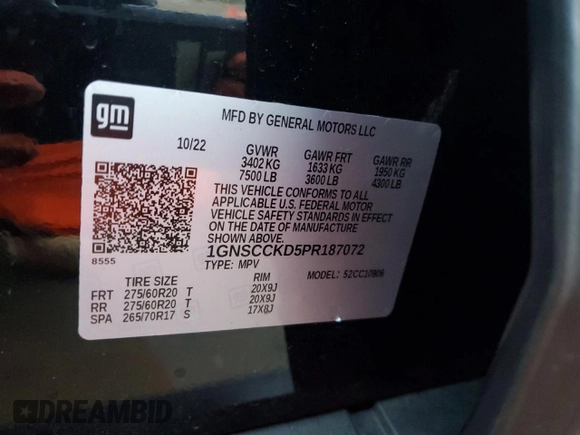 gm
MFD BY GENERAL MOTORS LLC
10/22 GVWR GAWR FRT GAWR RR
3402 KG 1633 KG 1950 KG
7500 LB 3600 LB 4300 LB
THIS VEHICLE CONFORMS TO ALL
APPLICABLE U.S. FEDERAL MOTOR
VEHICLE SAFETY STANDARDS IN EFFECT
ON THE DATE OF MANUFACTURE
SHOWN ABOVE.
8555 1GNSCCKD5PR187072
TYPE: MPV MODEL: 52CC10906
TIRE SIZE RIM
FRT 275/60R20 T 20X9J
RR 275/60R20 T 20X9J
SPA 265/70R17 S 17X8J
DREAMBID